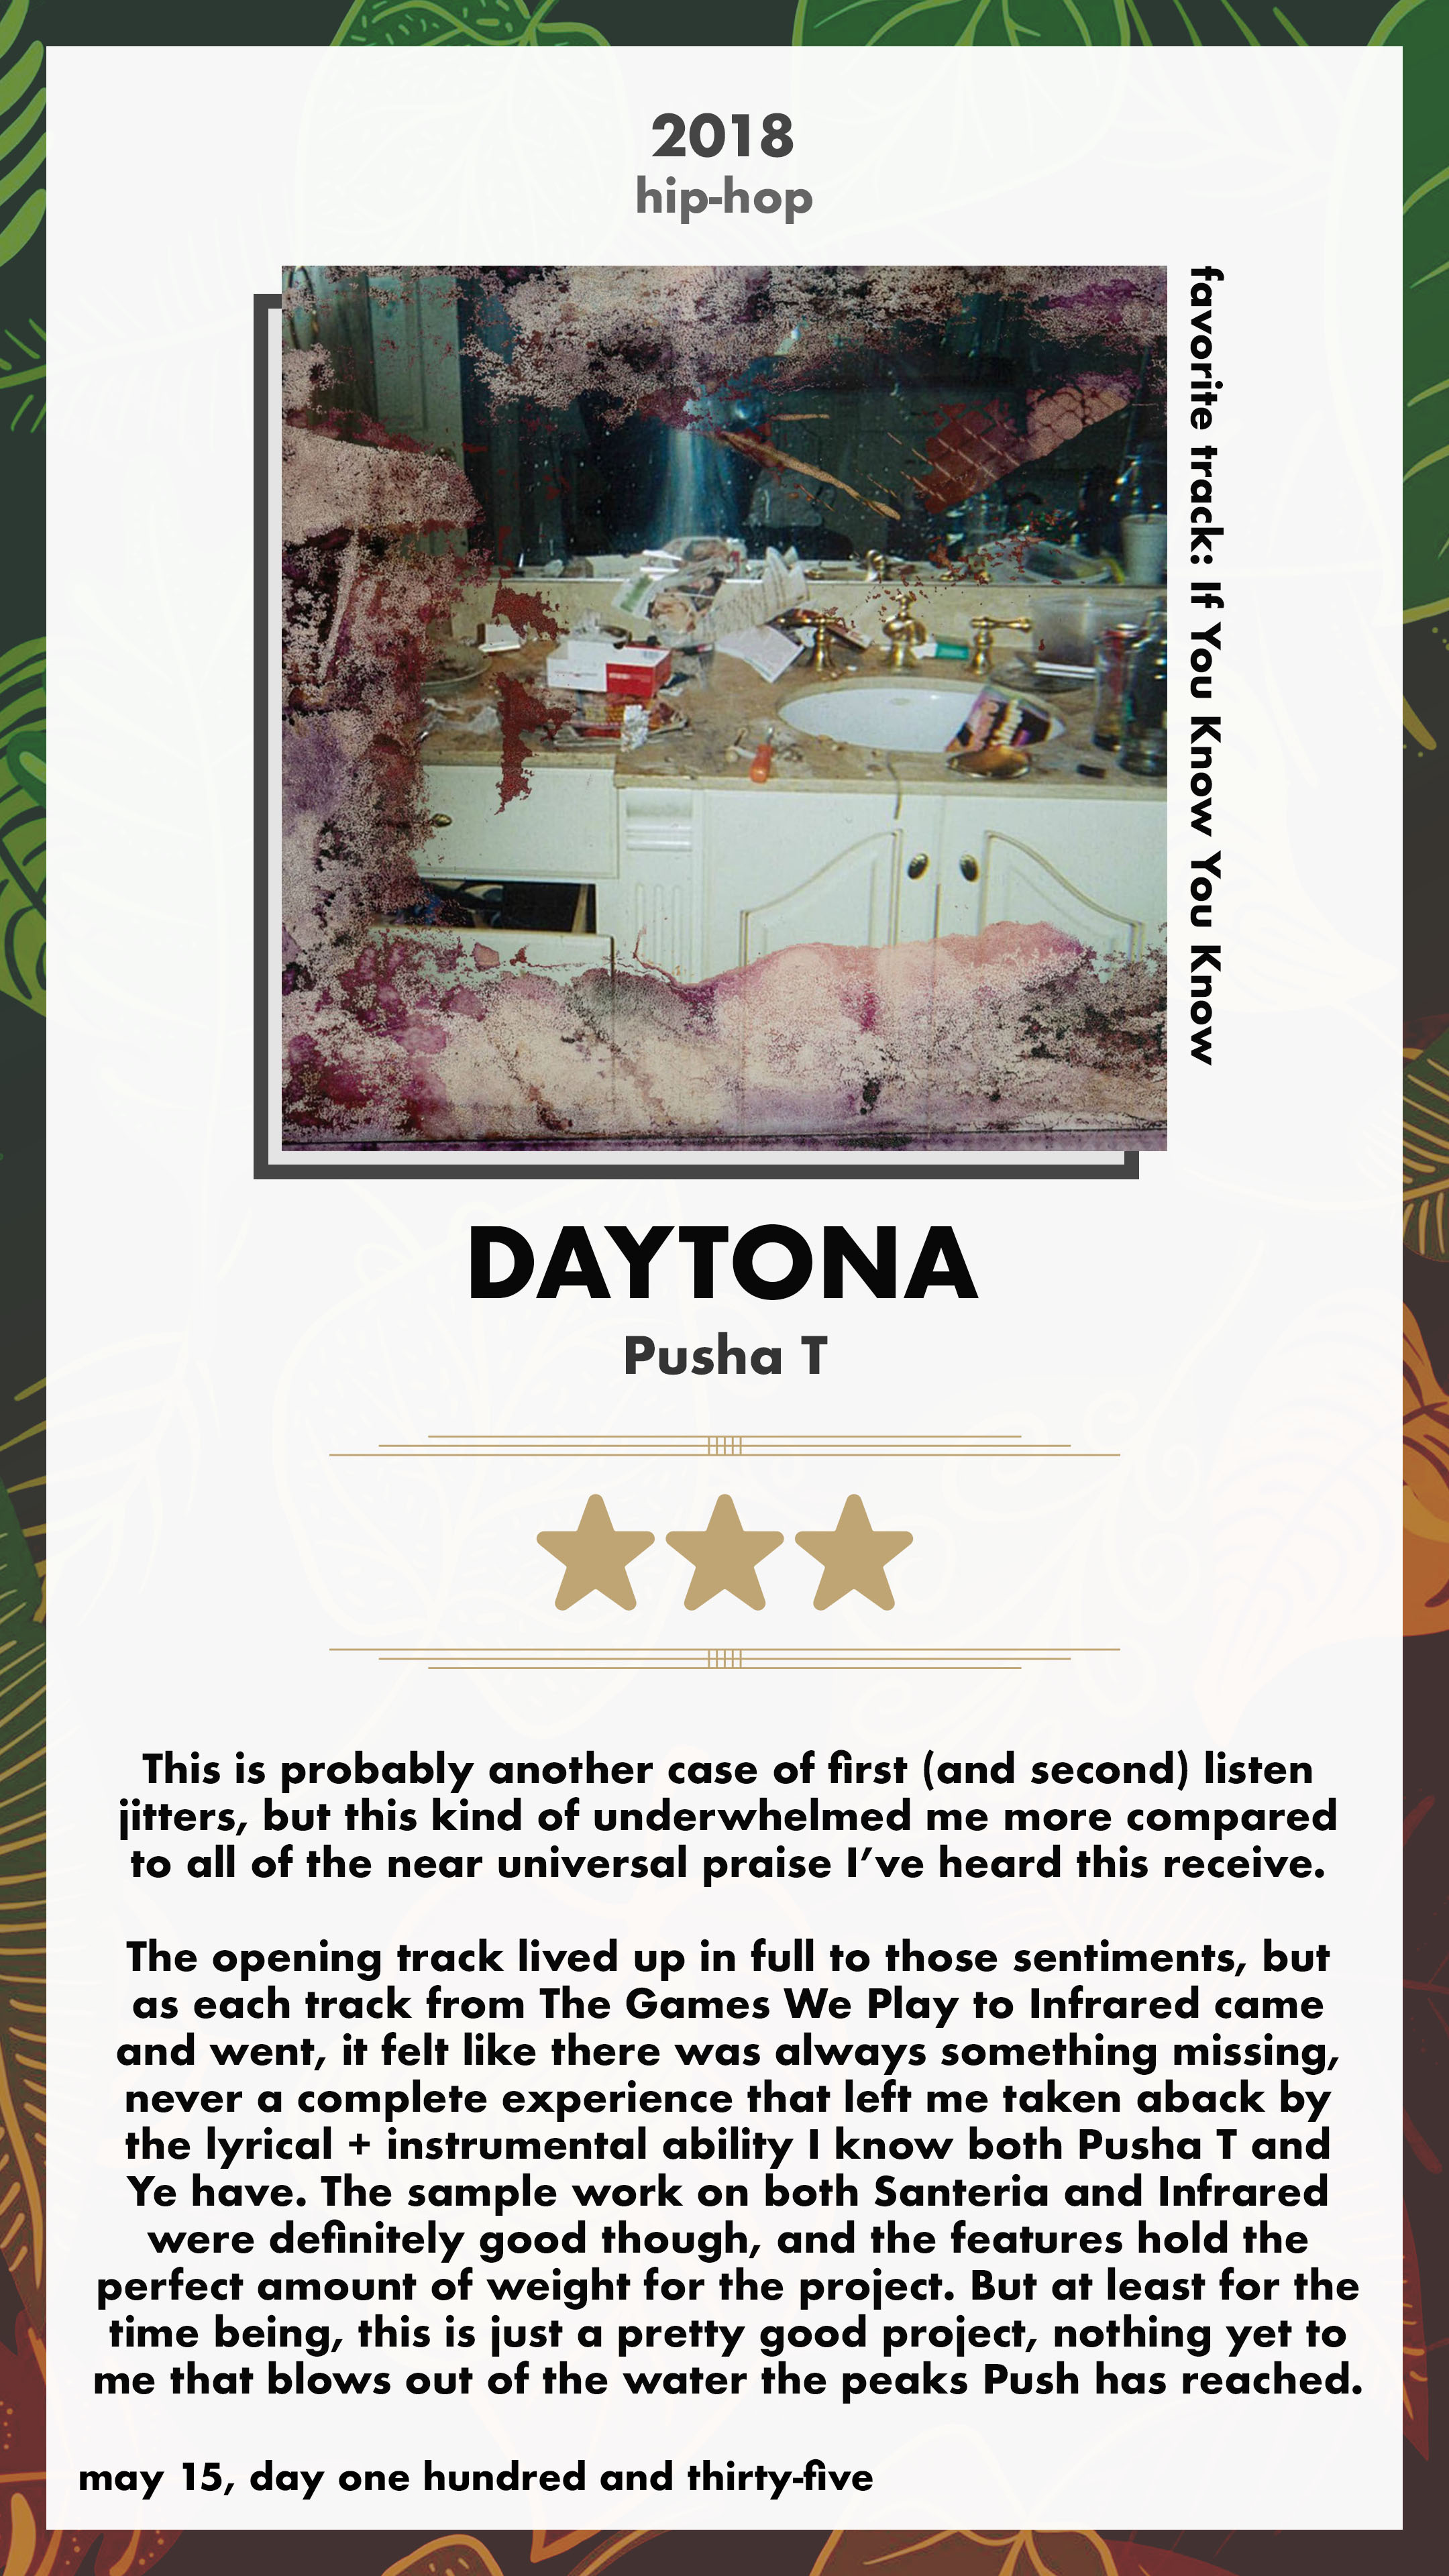 2018
hip-hop
favorite track: If You Know You Know
DAYTONA
Pusha T
This is probably another case of first (and second) listen
jitters, but this kind of underwhelmed me more compared
to all of the near universal praise I’ve heard this receive.
The opening track lived up in full to those sentiments, but
as each track from The Games We Play to Infrared came
and went, it felt like there was always something missing,
never a complete experience that left me taken aback by
the lyrical + instrumental ability I know both Pusha T and
Ye have. The sample work on both Santeria and Infrared
were definitely good though, and the features hold the
perfect amount of weight for the project. But at least for the
time being, this is just a pretty good project, nothing yet to
me that blows out of the water the peaks Push has reached.
may 15, day one hundred and thirty-five